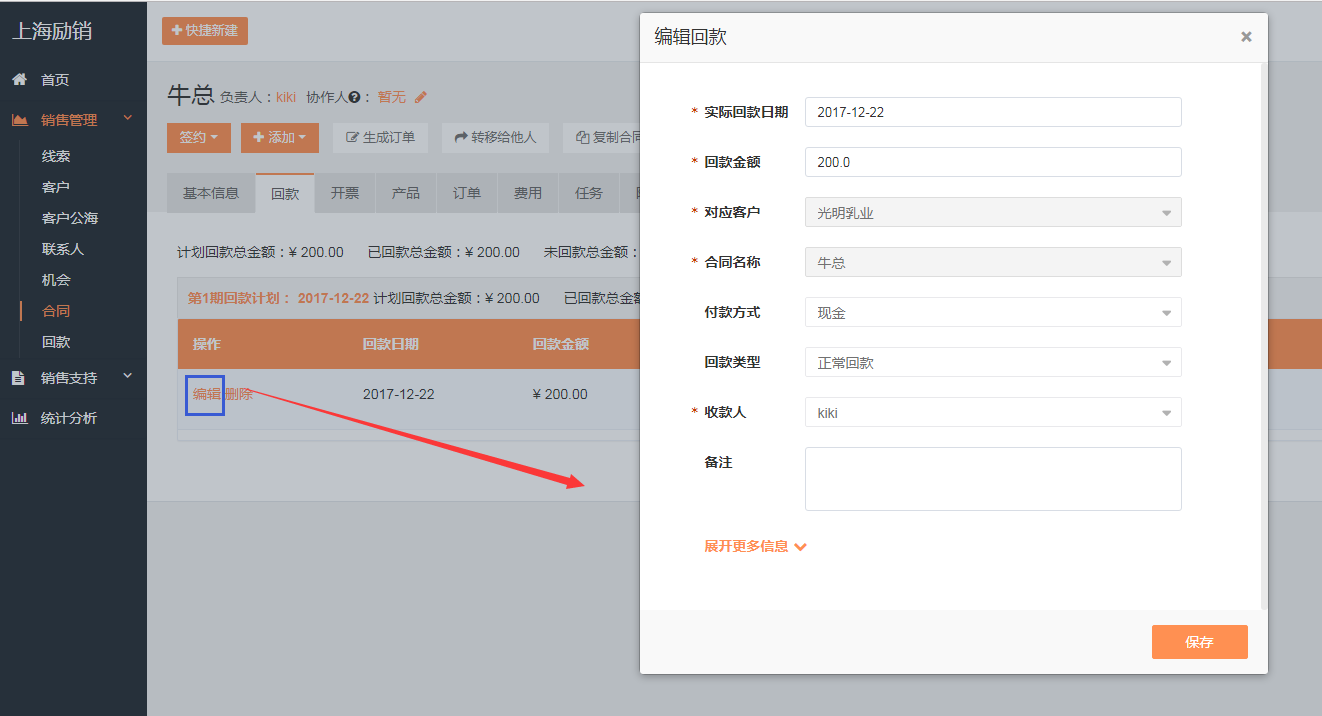 上海励销
首页
销售管理
线索
客户
客户公海
联系人
机会
合同
回款
销售支持
统计分析
快捷新建
牛总 负责人：kiki 协作人：暂无
签约 添加 生成订单 转移给他人 复制合同
基本信息 回款 开票 产品 订单 费用 任务
计划回款总金额：¥ 200.00 已回款总金额：¥ 200.00 未回款总金额：
第1期回款计划： 2017-12-22 计划回款总金额：¥ 200.00 已回款总金额
操作 回款日期 回款金额
编辑 删除 2017-12-22 ¥ 200.00
编辑回款 ×
* 实际回款日期 2017-12-22
* 回款金额 200.0
* 对应客户 光明乳业
* 合同名称 牛总
付款方式 现金
回款类型 正常回款
* 收款人 kiki
备注
展开更多信息
保存